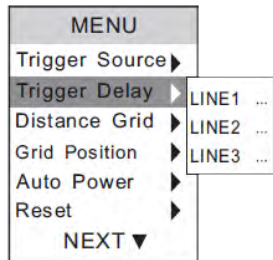 MENU
Trigger Source
Trigger Delay
Distance Grid
Grid Position
Auto Power
Reset
NEXT ▼
LINE1 ...
LINE2 ...
LINE3 ...